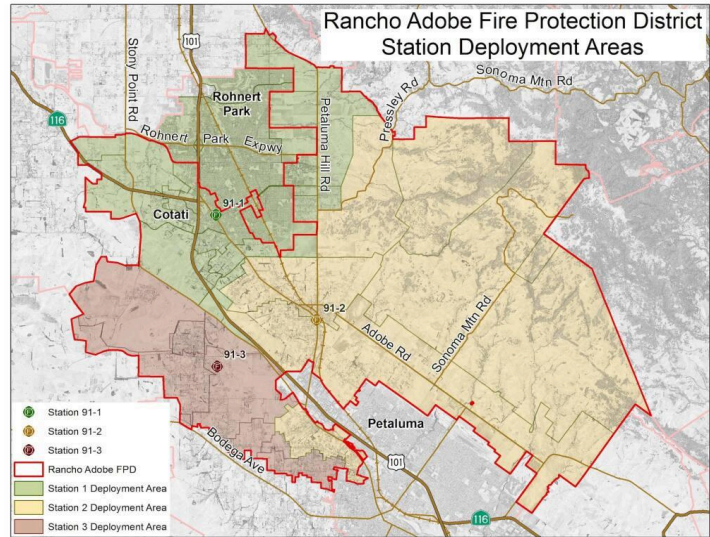 Rancho Adobe Fire Protection District
Station Deployment Areas
101
Stony Point Rd
116
Rohnert
Park
Rohnert Park Expwy
Petaluma Hill Rd
Pressley Rd
Sonoma Mtn Rd
91-1
Cotati
91-2
Adobe Rd
Sonoma Mtn Rd
91-3
Petaluma
Bodega Ave
101
116
Station 91-1
Station 91-2
Station 91-3
Rancho Adobe FPD
Station 1 Deployment Area
Station 2 Deployment Area
Station 3 Deployment Area